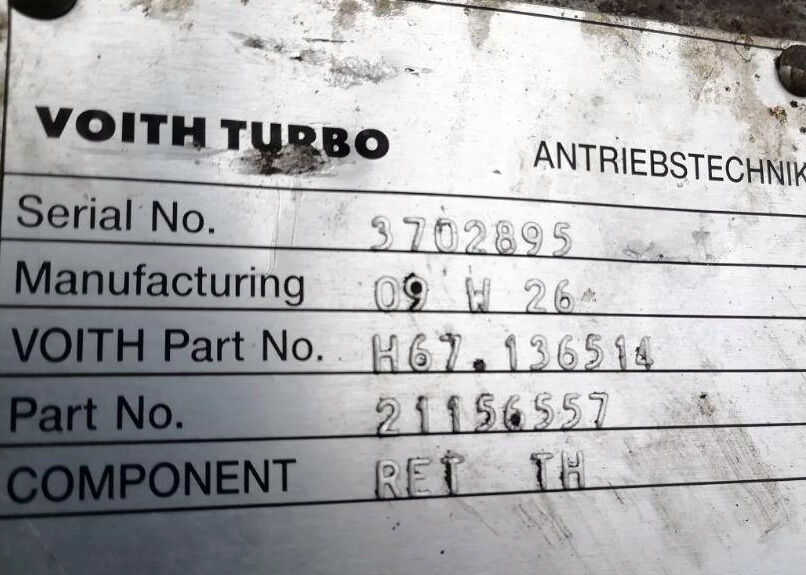 VOITH TURBO ANTRIEBSTECHNIK
Serial No. 3702895
Manufacturing 09 W 26
VOITH Part No. H67.136514
Part No. 21156557
COMPONENT RET TH